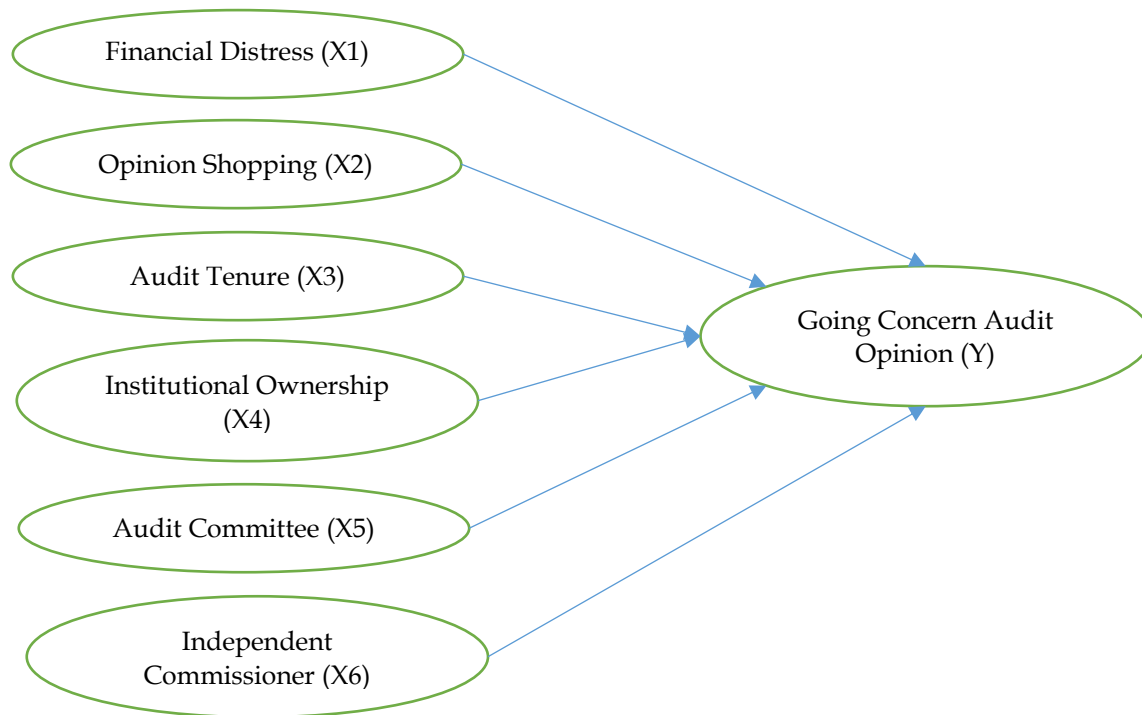 Financial Distress (X1)
Opinion Shopping (X2)
Audit Tenure (X3)
Institutional Ownership
(X4)
Audit Committee (X5)
Independent
Commissioner (X6)
Going Concern Audit
Opinion (Y)